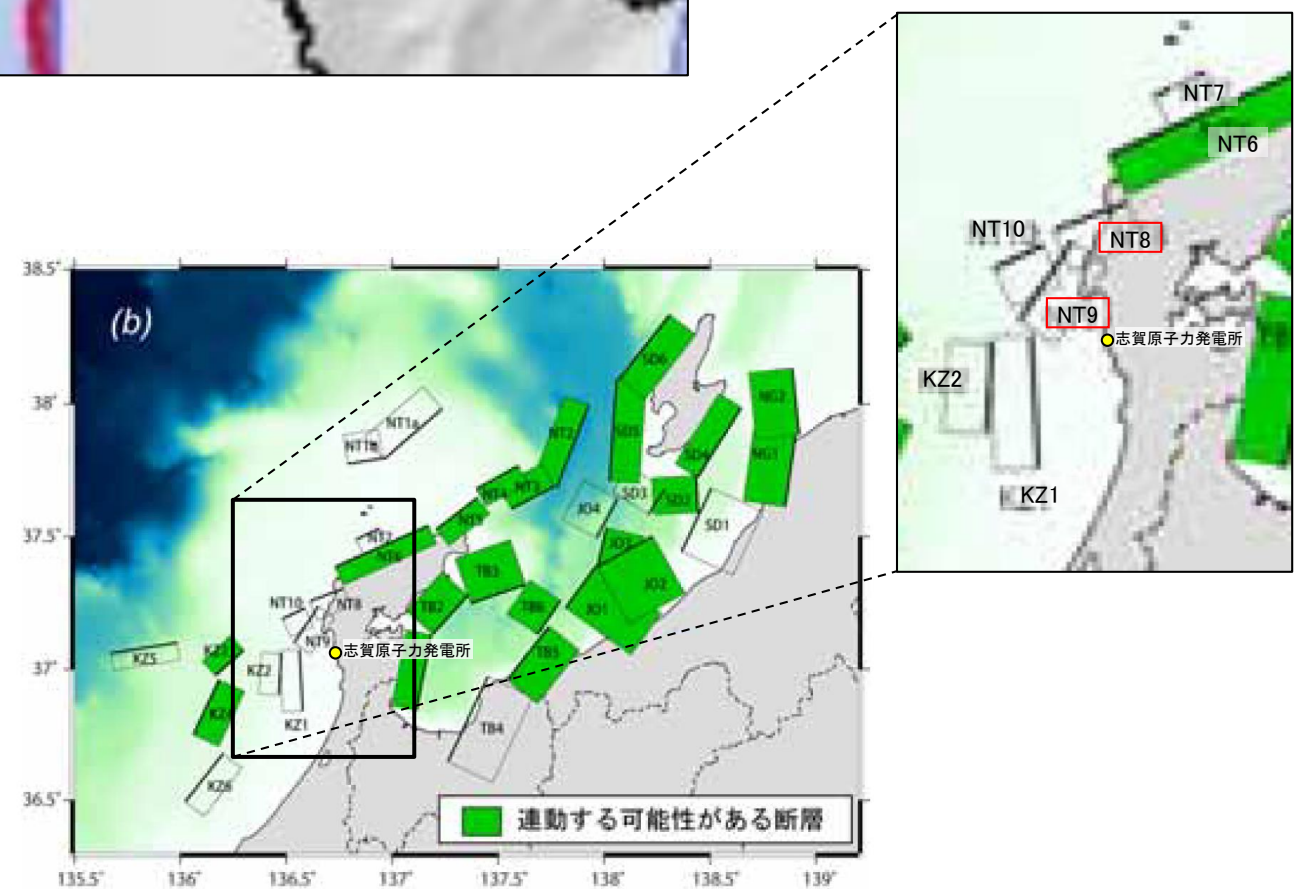 NT7
NT6
NT10
NT8
NT9
志賀原子力発電所
KZ2
KZ1
38.5°
(b)
SD6
38°
NT1a
NT1b
NT2
SD5
NG2
SD4
NG1
NT4
NT3
SD3
SD2
JO4
SD1
NT5
37.5°
NT7
NT6
JO3
TB3
JO2
NT10
NT8
TB2
TB6
JO1
NT9
志賀原子力発電所
37°
KZ5
KZ2
TB5
KZ1
TB4
36.5°
KZ6
連動する可能性がある断層
135.5°
136°
136.5°
137°
137.5°
138°
138.5°
139°